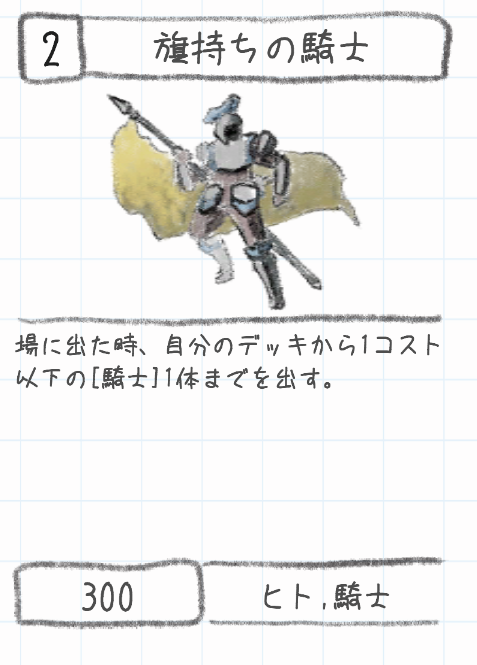 2
旗持ちの騎士
場に出た時、自分のデッキから1コスト
以下の[騎士]1体までを出す。
300
ヒト,騎士